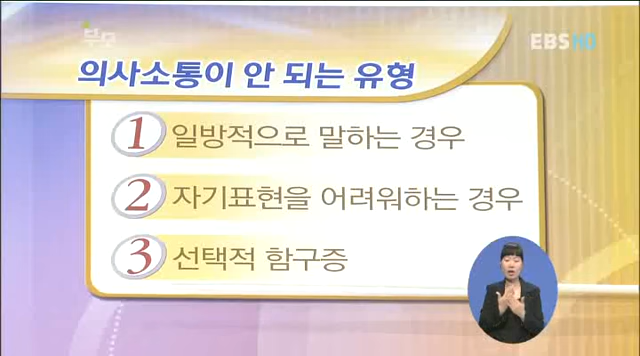 부모
EBS HD
의사소통이 안 되는 유형
1 일방적으로 말하는 경우
2 자기표현을 어려워하는 경우
3 선택적 함구증